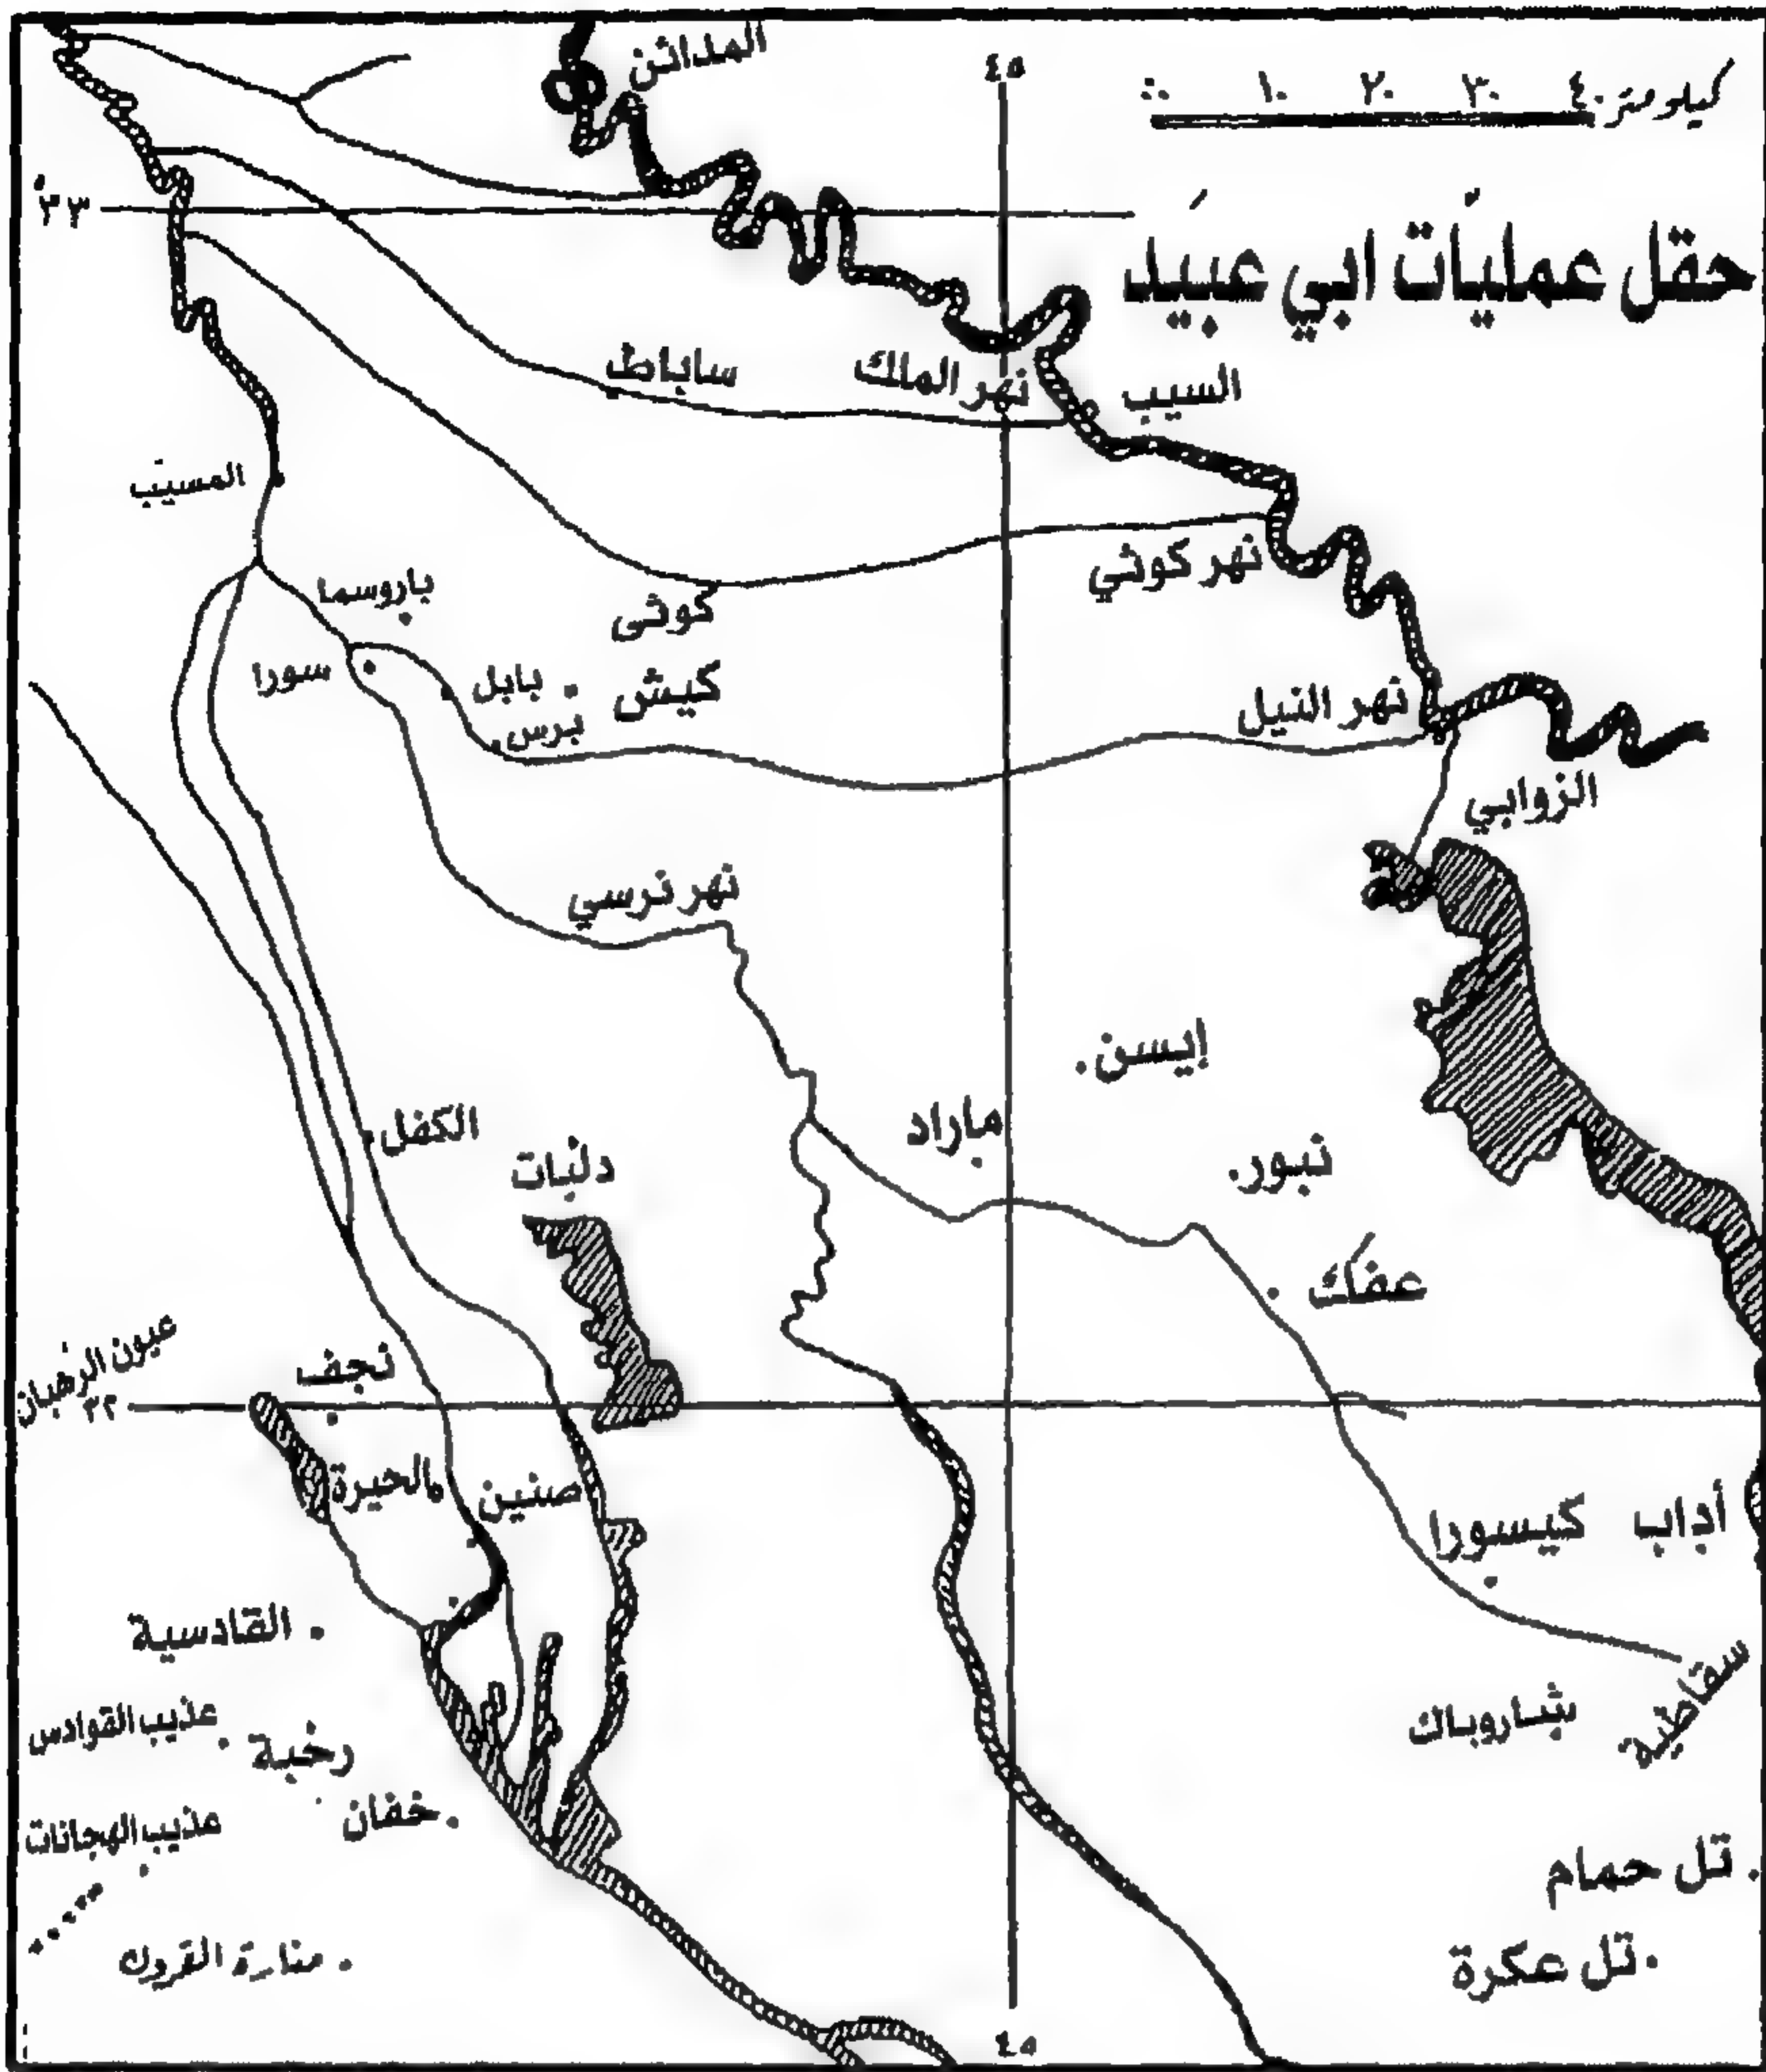 المدائن
٤٥
٠ ١٠ ٢٠ ٣٠ ٤٠ كيلومتر
٣٣°
حقل عمليات ابي عبيد
ساباط
نهر الملك
السيب
المسيب
نهر كوثي
باروسما
كوثى
سورا
بابل
كيش
برس
نهر النيل
الزوابي
نهر نرسي
إيسن
ماراد
الكفل
دلنبات
نبور
عفك
عيون الرهبان
٣٢
نجف
الحيرة
صنين
أداب
كيسورا
القادسية
سقاطية
شاروباك
عذيب القوادس
رخبة
خفان
عذيب الهجانات
تل حمام
منارة القروك
تل عكرة
٤٥